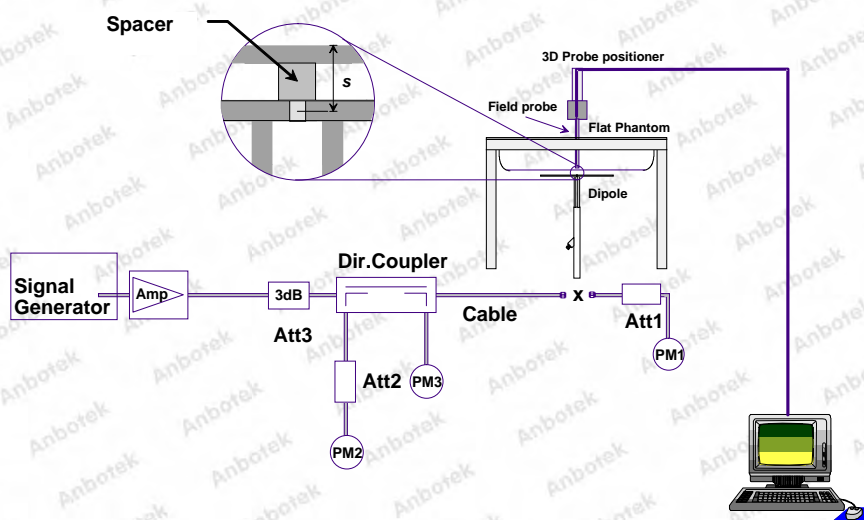 Spacer
s
3D Probe positioner
Field probe
Flat Phantom
Dipole
Dir.Coupler
Signal
Generator
Amp
3dB
Att3
Cable
x
Att1
PM1
Att2
PM3
PM2
Anbotek